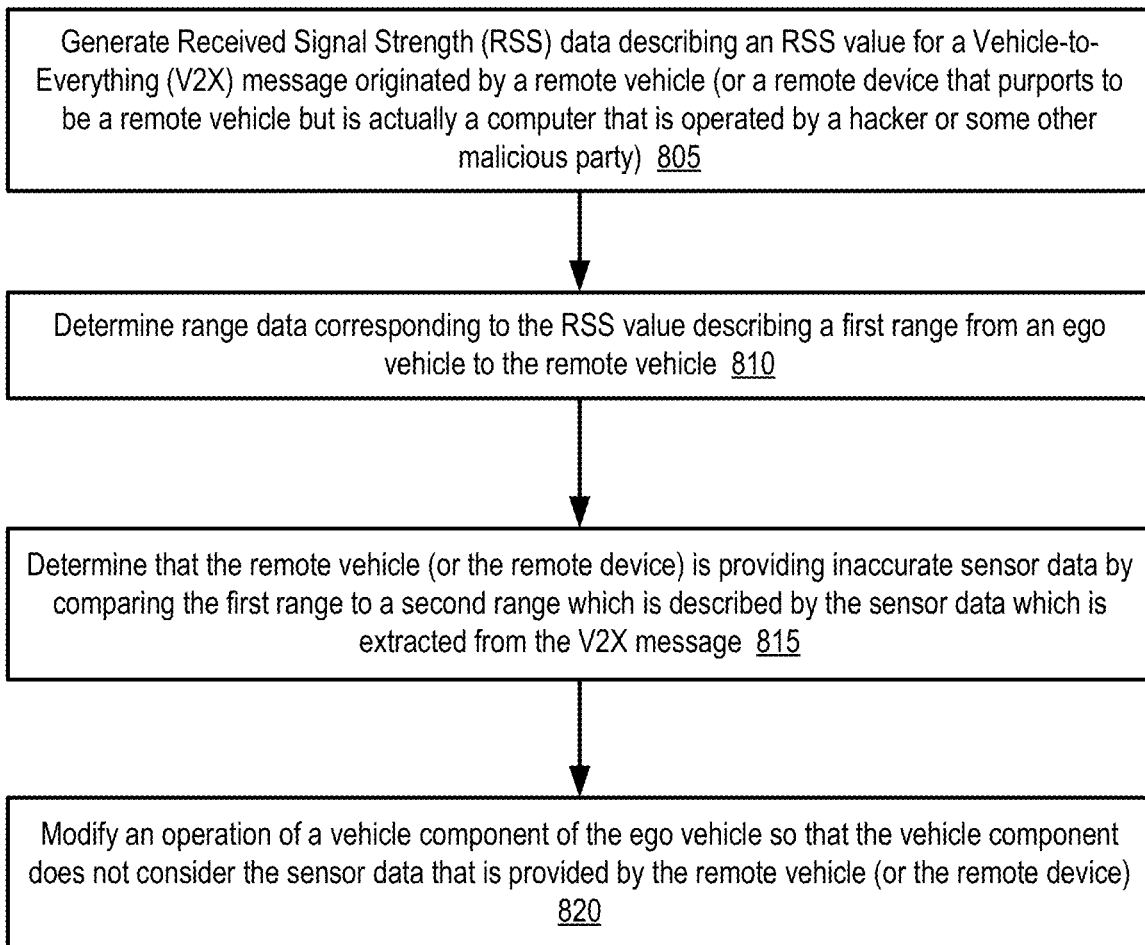 Generate Received Signal Strength (RSS) data describing an RSS value for a Vehicle-to-
Everything (V2X) message originated by a remote vehicle (or a remote device that purports to
be a remote vehicle but is actually a computer that is operated by a hacker or some other
malicious party) 805
Determine range data corresponding to the RSS value describing a first range from an ego
vehicle to the remote vehicle 810
Determine that the remote vehicle (or the remote device) is providing inaccurate sensor data by
comparing the first range to a second range which is described by the sensor data which is
extracted from the V2X message 815
Modify an operation of a vehicle component of the ego vehicle so that the vehicle component
does not consider the sensor data that is provided by the remote vehicle (or the remote device)
820